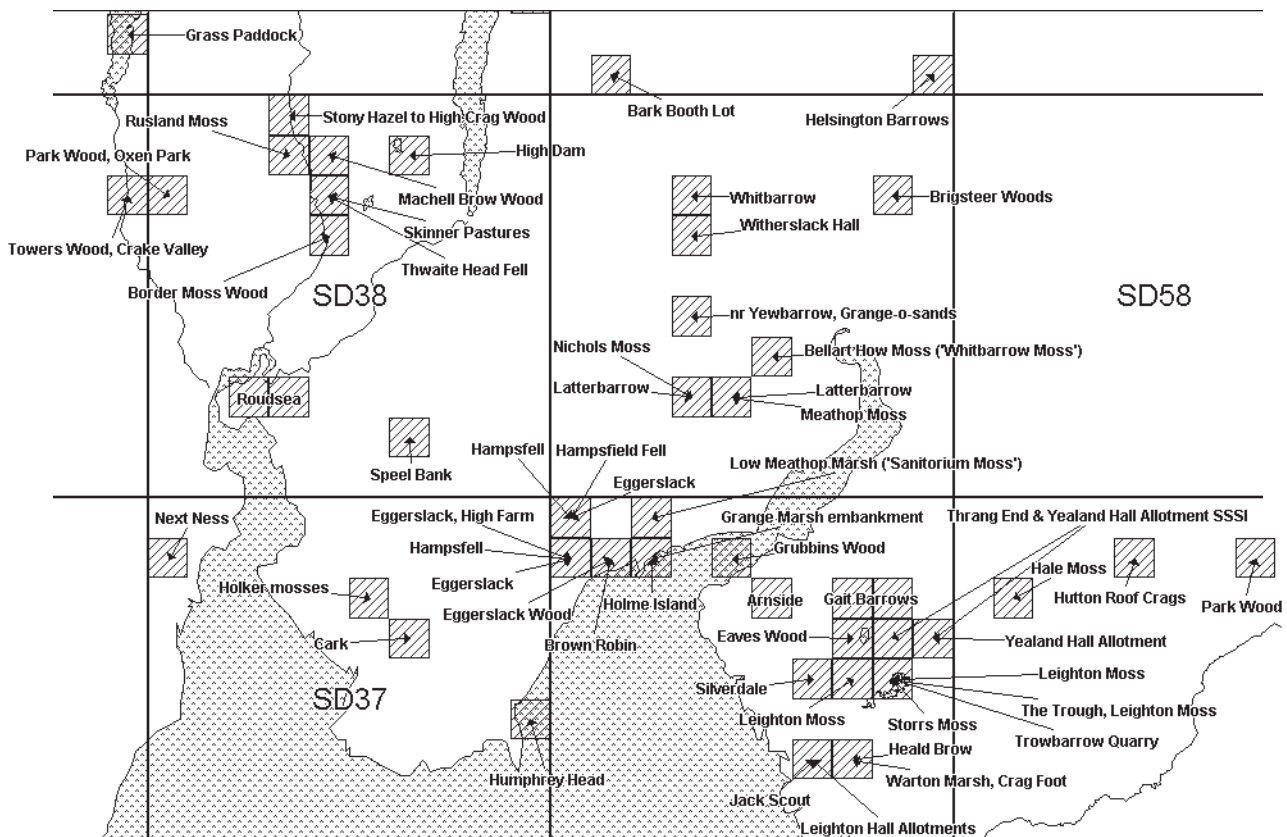 Grass Paddock
Bark Booth Lot
Helsington Barrows
Rusland Moss
Stony Hazel to High Crag Wood
Park Wood, Oxen Park
High Dam
Machell Brow Wood
Whitbarrow
Brigsteer Woods
Skinner Pastures
Witherslack Hall
Towers Wood, Crake Valley
Thwaite Head Fell
Border Moss Wood
SD38
SD58
nr Yewbarrow, Grange-o-sands
Nichols Moss
Bellart How Moss ('Whitbarrow Moss')
Latterbarrow
Latterbarrow
Roudsea
Meathop Moss
Hampsfell
Hampsfield Fell
Speel Bank
Low Meathop Marsh ('Sanitorium Moss')
Eggerslack
Next Ness
Eggerslack, High Farm
Grange Marsh embankment
Thrang End & Yealand Hall Allotment SSSI
Hampsfell
Grubbins Wood
Hale Moss
Holker mosses
Eggerslack
Arnside
Gait Barrows
Hutton Roof Crags
Park Wood
Eggerslack Wood
Holme Island
Cark
Brown Robin
Eaves Wood
Yealand Hall Allotment
Leighton Moss
Silverdale
SD37
The Trough, Leighton Moss
Leighton Moss
Storrs Moss
Trowbarrow Quarry
Heald Brow
Humphrey Head
Warton Marsh, Crag Foot
Jack Scout
Leighton Hall Allotments